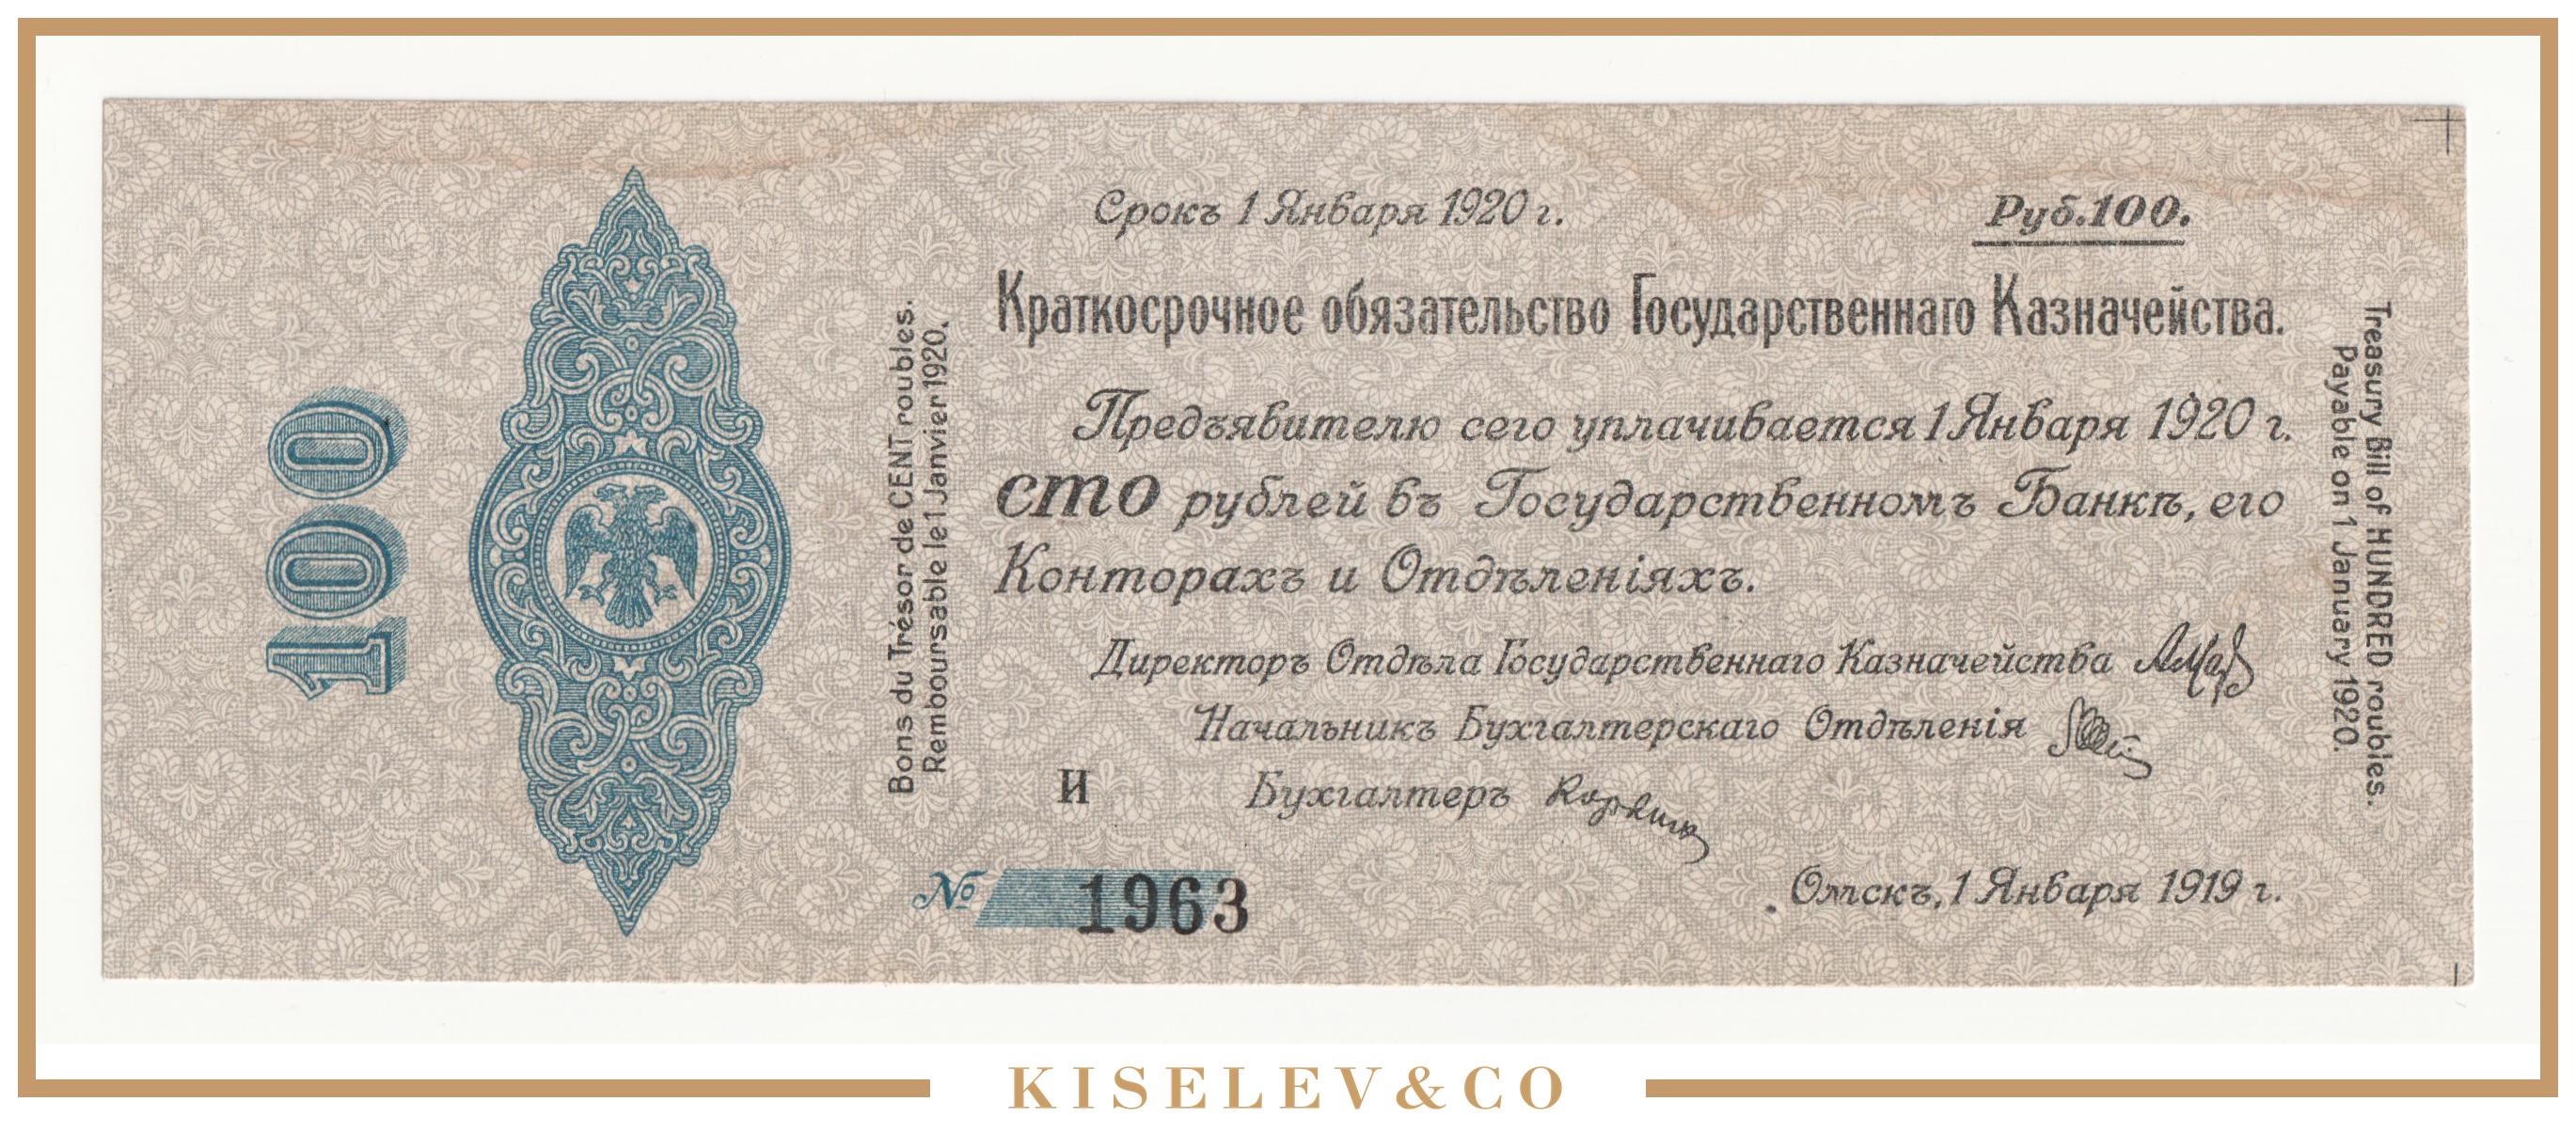 100
Bons du Trésor de CENT roubles.
Remboursable le 1 Janvier 1920.
Срокъ 1 Января 1920 г.
Руб.100.
Краткосрочное обязательство Государственнаго Казначейства.
Предъявителю сего уплачивается 1 Января 1920 г.
сто рублей въ Государственномъ Банкѣ, его
Конторахъ и Отдѣленіяхъ.
Директоръ Отдѣла Государственнаго Казначейства
Начальникъ Бухгалтерскаго Отдѣленія
И
Бухгалтеръ
№ 1963
Омскъ, 1 Января 1919 г.
Treasury Bill of HUNDRED roubles.
Payable on 1 January 1920.
KISELEV&CO